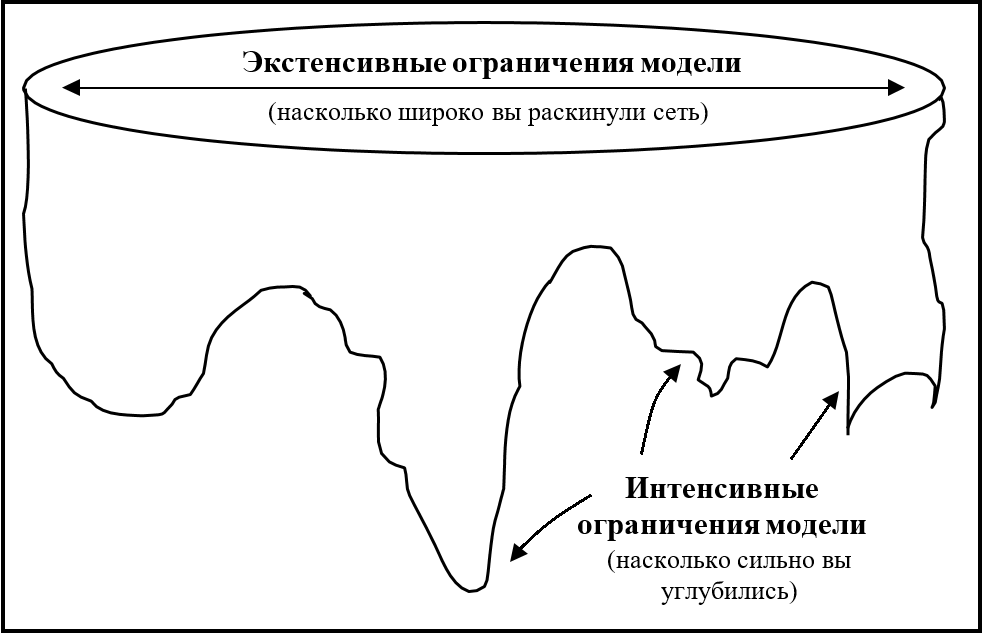 Экстенсивные ограничения модели
(насколько широко вы раскинули сеть)
Интенсивные
ограничения модели
(насколько сильно вы
углубились)